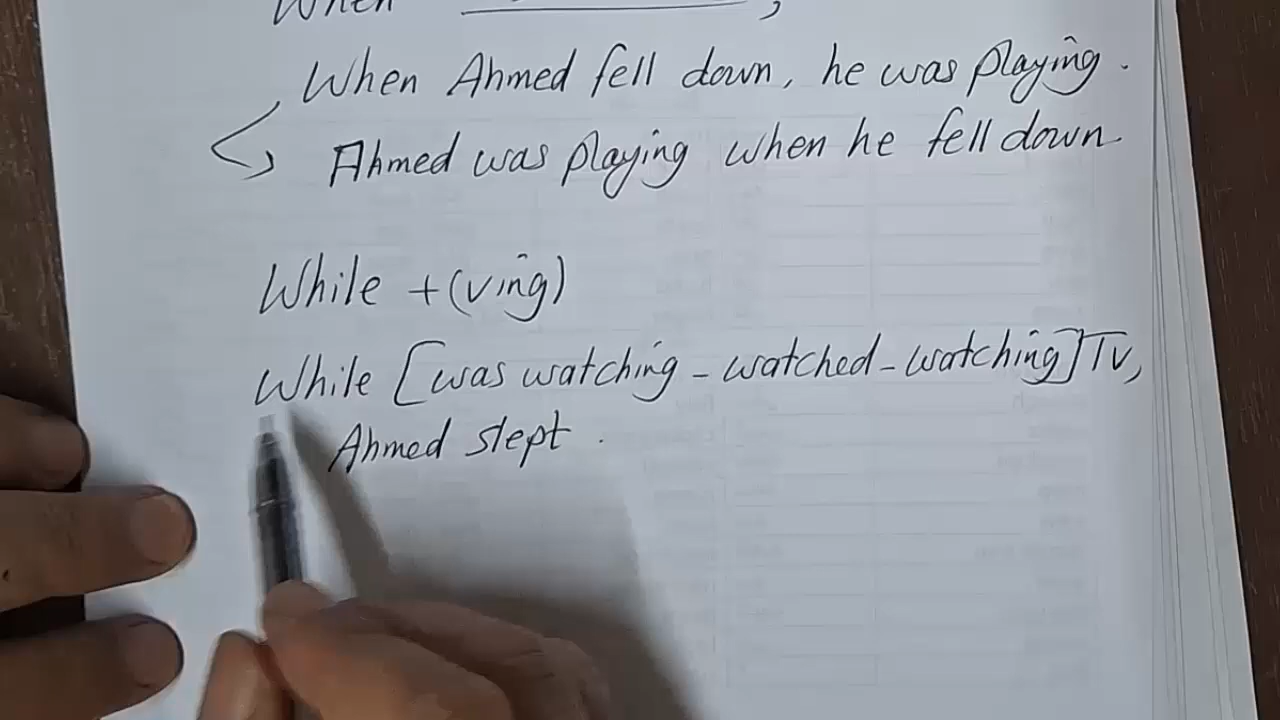 When ,
When Ahmed fell down, he was playing.
Ahmed was playing when he fell down.
While + (ving)
While [was watching - watched - watching] Tv,
Ahmed slept .